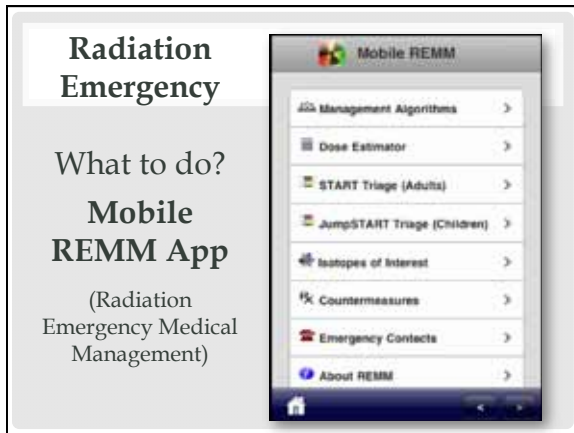 Radiation
Emergency
What to do?
Mobile
REMM App
(Radiation
Emergency Medical
Management)
Mobile REMM
Management Algorithms
Dose Estimator
START Triage (Adults)
JumpSTART Triage (Children)
Isotopes of Interest
Rx Countermeasures
Emergency Contacts
About REMM